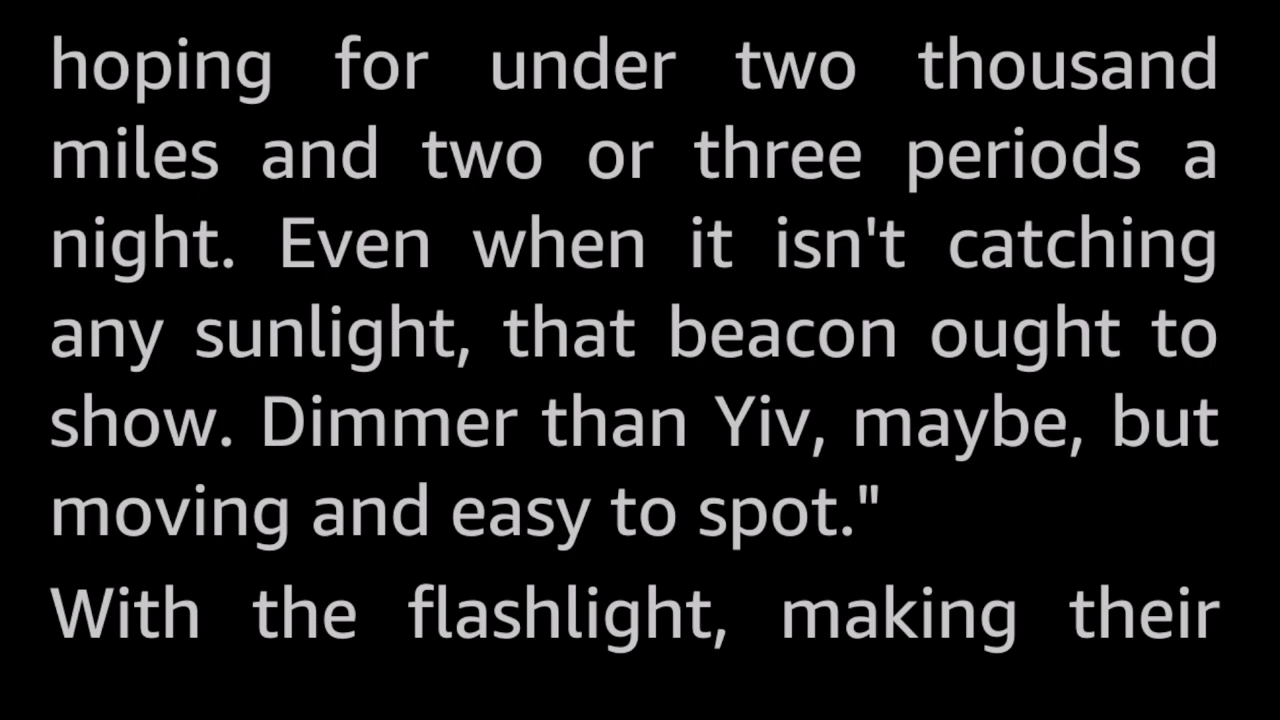 hoping for under two thousand
miles and two or three periods a
night. Even when it isn't catching
any sunlight, that beacon ought to
show. Dimmer than Yiv, maybe, but
moving and easy to spot."
With the flashlight, making their